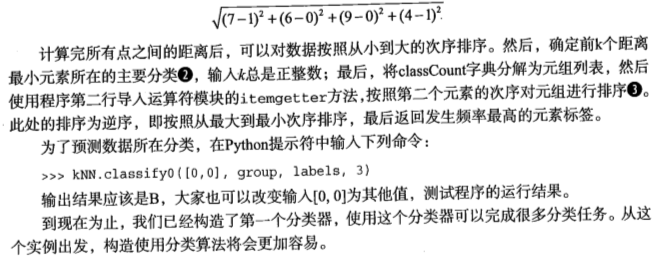 √(7−1)²+(6−0)²+(9−0)²+(4−1)²
计算完所有点之间的距离后，可以对数据按照从小到大的次序排序。然后，确定前k个距离
最小元素所在的主要分类❷，输入k总是正整数；最后，将classCount字典分解为元组列表，然后
使用程序第二行导入运算符模块的itemgetter方法，按照第二个元素的次序对元组进行排序❸。
此处的排序为逆序，即按照从最大到最小次序排序，最后返回发生频率最高的元素标签。
为了预测数据所在分类，在Python提示符中输入下列命令：
>>> kNN.classify0([0,0], group, labels, 3)
输出结果应该是B，大家也可以改变输入[0, 0]为其他值，测试程序的运行结果。
到现在为止，我们已经构造了第一个分类器，使用这个分类器可以完成很多分类任务。从这
个实例出发，构造使用分类算法将会更加容易。